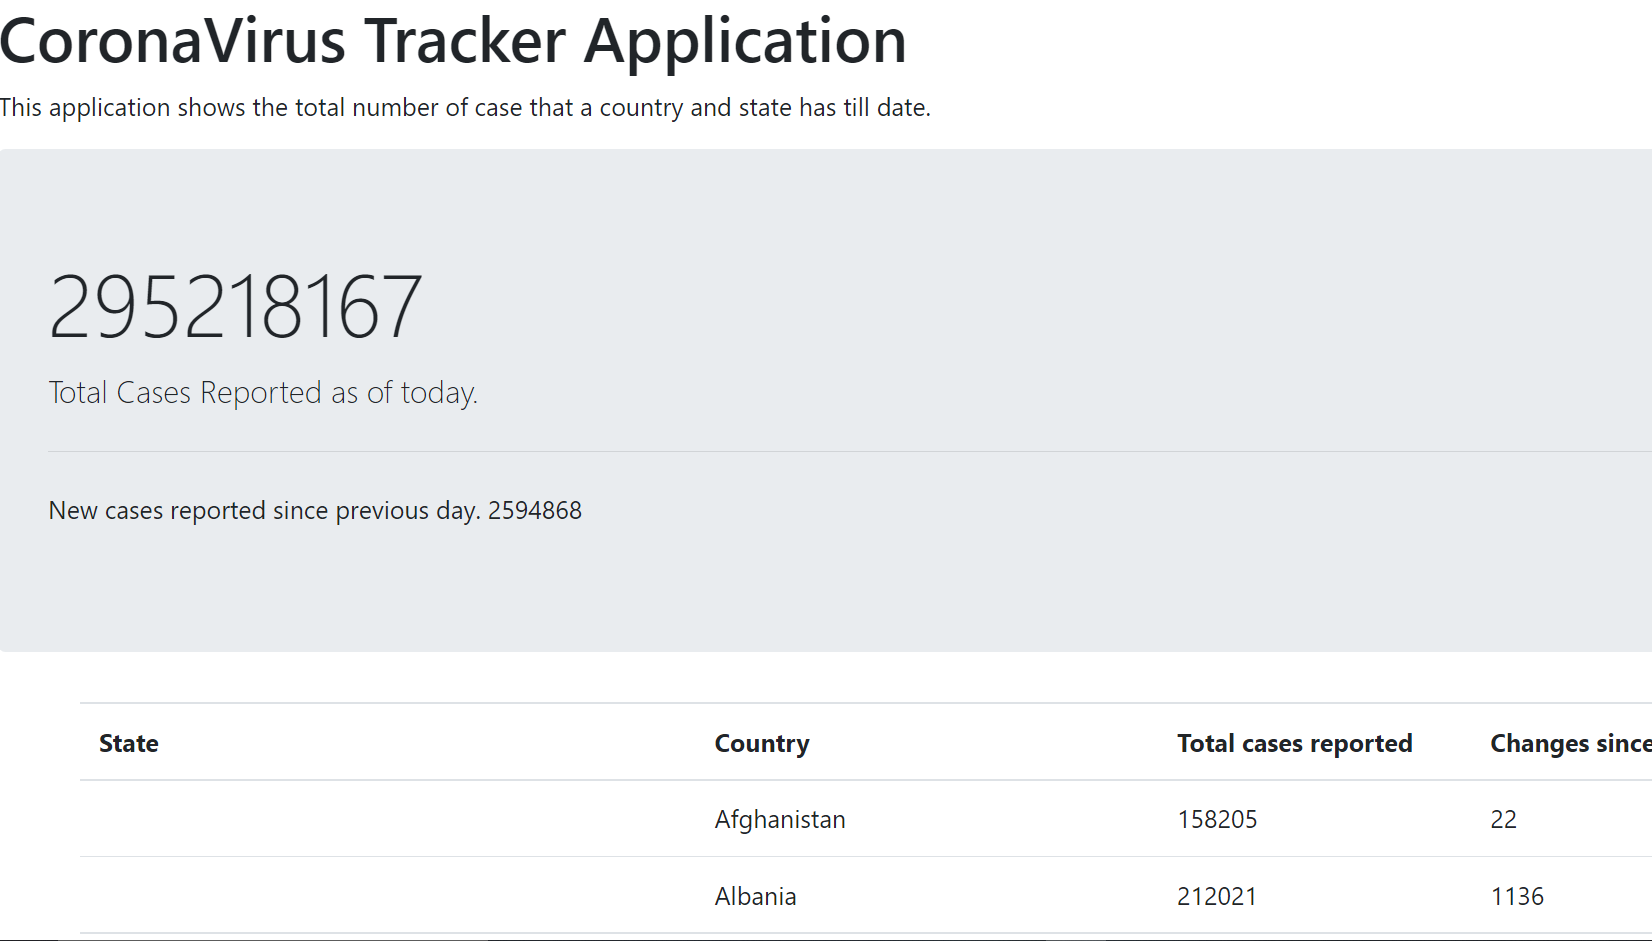 CoronaVirus Tracker Application
This application shows the total number of case that a country and state has till date.
295218167
Total Cases Reported as of today.
New cases reported since previous day. 2594868
State Country Total cases reported Changes since
Afghanistan 158205 22
Albania 212021 1136